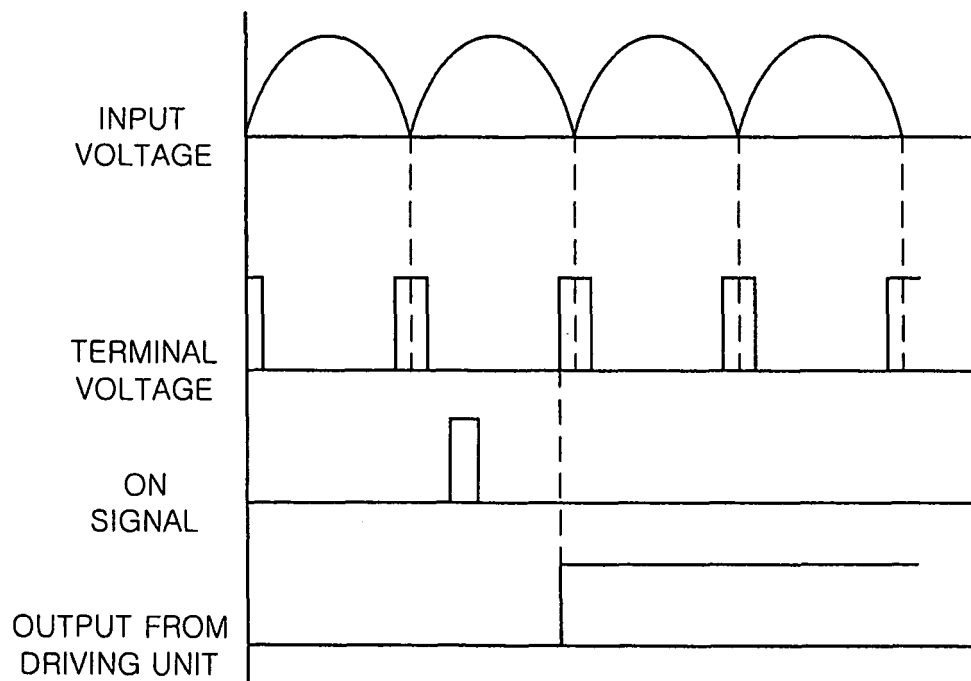 INPUT
VOLTAGE
TERMINAL
VOLTAGE
ON
SIGNAL
OUTPUT FROM
DRIVING UNIT